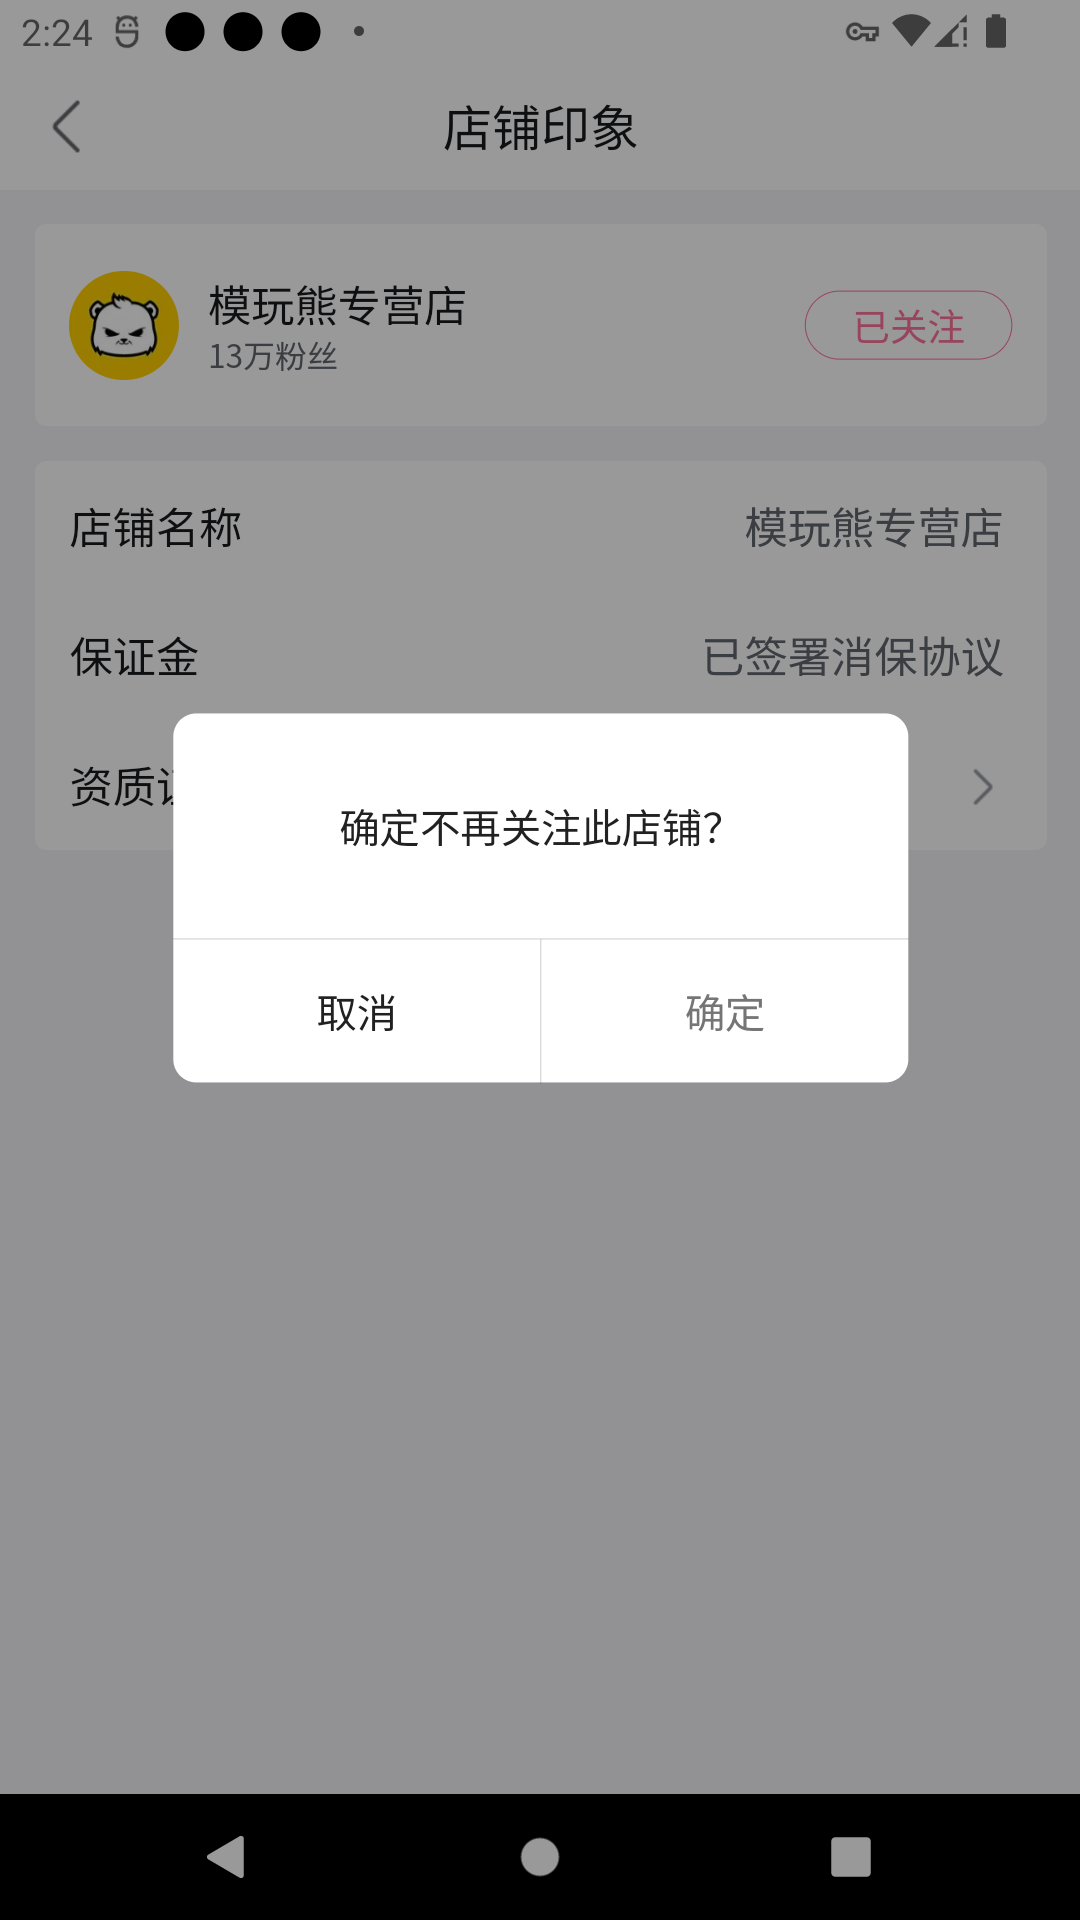 2:24
店铺印象
模玩熊专营店
13万粉丝
已关注
店铺名称
模玩熊专营店
保证金
已签署消保协议
资质
确定不再关注此店铺?
取消
确定